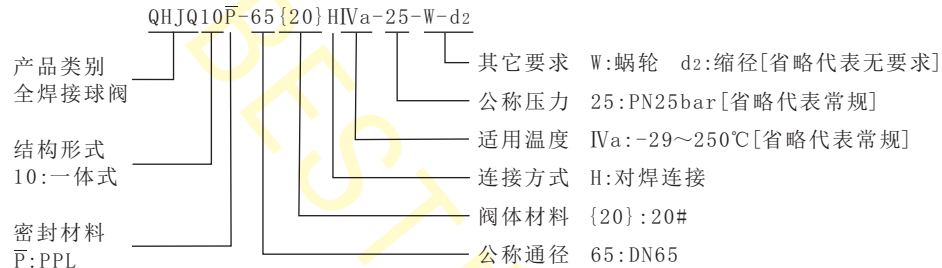 QHJQ10P̅-65{20}HⅣa-25-W-d₂
产品类别
全焊接球阀
结构形式
10:一体式
密封材料
P̅:PPL
其它要求 W:蜗轮 d₂:缩径[省略代表无要求]
公称压力 25:PN25bar[省略代表常规]
适用温度 Ⅳa:-29～250℃[省略代表常规]
连接方式 H:对焊连接
阀体材料 {20}:20#
公称通径 65:DN65
BEST